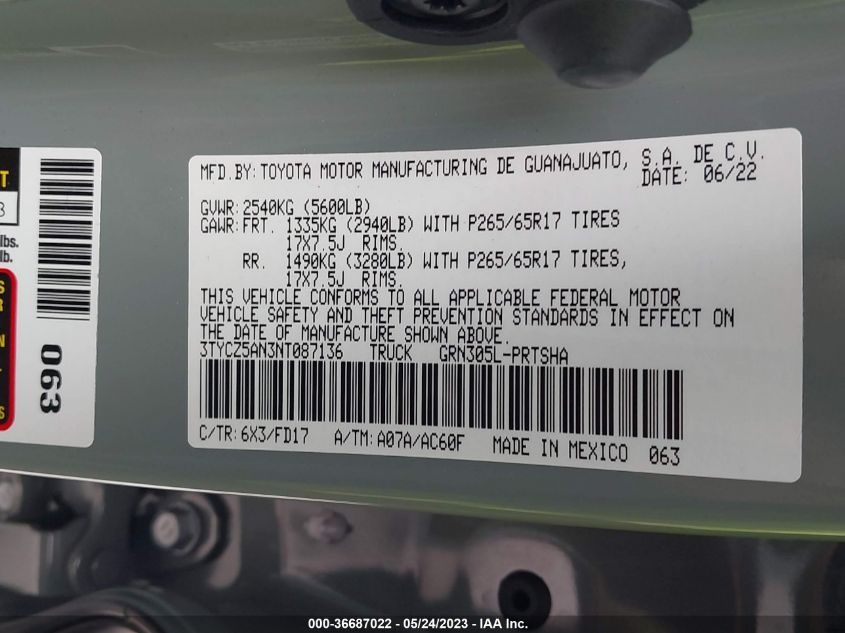 T
3
lbs.
lb.
S
R
N
S
063
MFD.BY:TOYOTA MOTOR MANUFACTURING DE GUANAJUATO, S.A. DE C.V.
DATE: 06/22
GVWR:2540KG (5600LB)
GAWR:FRT. 1335KG (2940LB) WITH P265/65R17 TIRES
17X7.5J RIMS.
RR. 1490KG (3280LB) WITH P265/65R17 TIRES,
17X7.5J RIMS.
THIS VEHICLE CONFORMS TO ALL APPLICABLE FEDERAL MOTOR
VEHICLE SAFETY AND THEFT PREVENTION STANDARDS IN EFFECT ON
THE DATE OF MANUFACTURE SHOWN ABOVE.
3TYCZ5AN3NT087136 TRUCK GRN305L-PRTSHA
C/TR:6X3/FD17 A/TM:A07A/AC60F MADE IN MEXICO 063
000-36687022 - 05/24/2023 - IAA Inc.